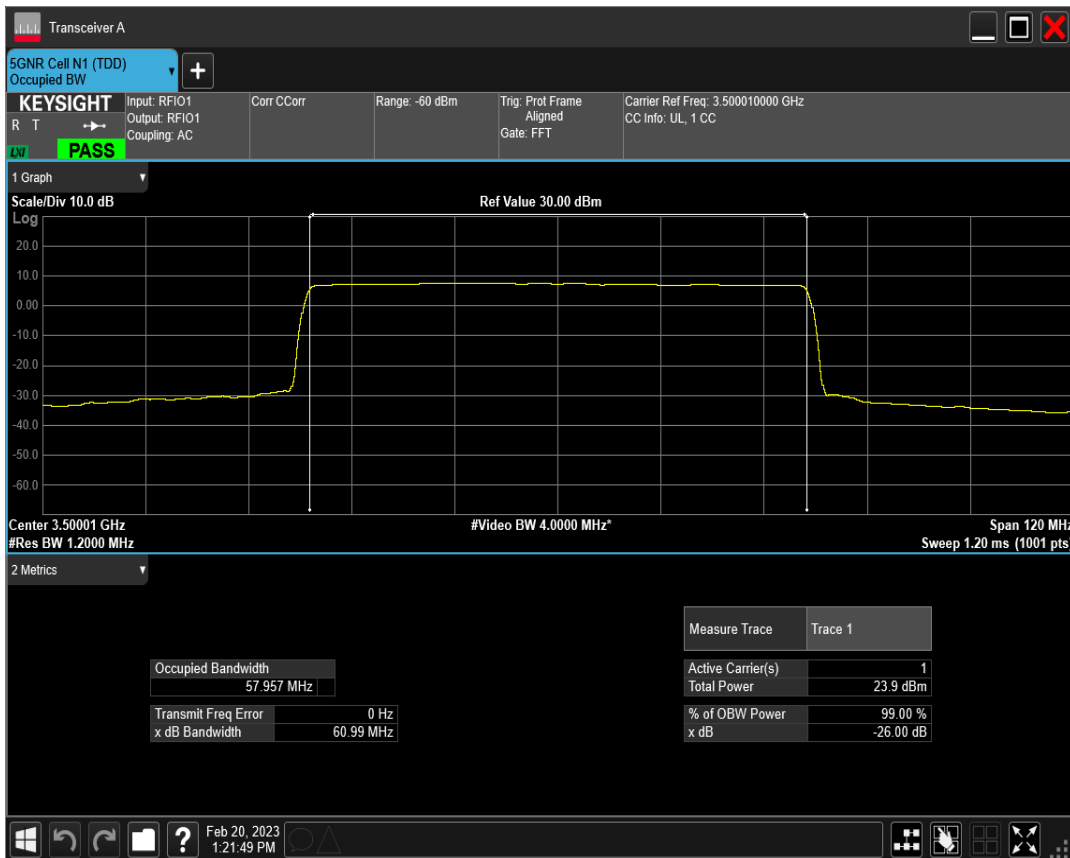 Transceiver A
5GNR Cell N1 (TDD)
Occupied BW
+
KEYSIGHT
R T
LXI
PASS
Input: RFIO1
Output: RFIO1
Coupling: AC
Corr CCorr
Range: -60 dBm
Trig: Prot Frame
Aligned
Gate: FFT
Carrier Ref Freq: 3.500010000 GHz
CC Info: UL, 1 CC
1 Graph
Scale/Div 10.0 dB
Ref Value 30.00 dBm
Log
20.0
10.0
0.00
-10.0
-20.0
-30.0
-40.0
-50.0
-60.0
Center 3.50001 GHz
#Video BW 4.0000 MHz*
Span 120 MHz
#Res BW 1.2000 MHz
Sweep 1.20 ms (1001 pts)
2 Metrics
Measure Trace Trace 1
Occupied Bandwidth
57.957 MHz
Active Carrier(s) 1
Total Power 23.9 dBm
Transmit Freq Error 0 Hz
x dB Bandwidth 60.99 MHz
% of OBW Power 99.00 %
x dB -26.00 dB
?
Feb 20, 2023
1:21:49 PM